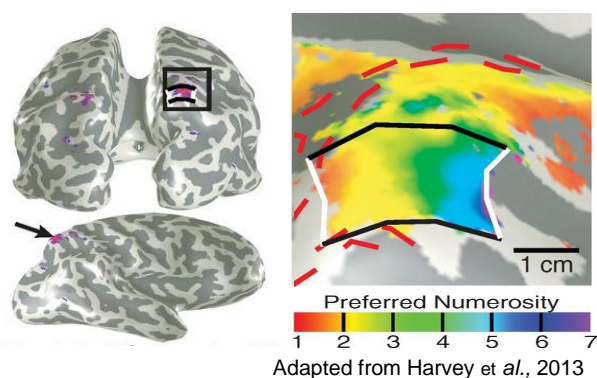 1 cm
Preferred Numerosity
1 2 3 4 5 6 7
Adapted from Harvey et al., 2013